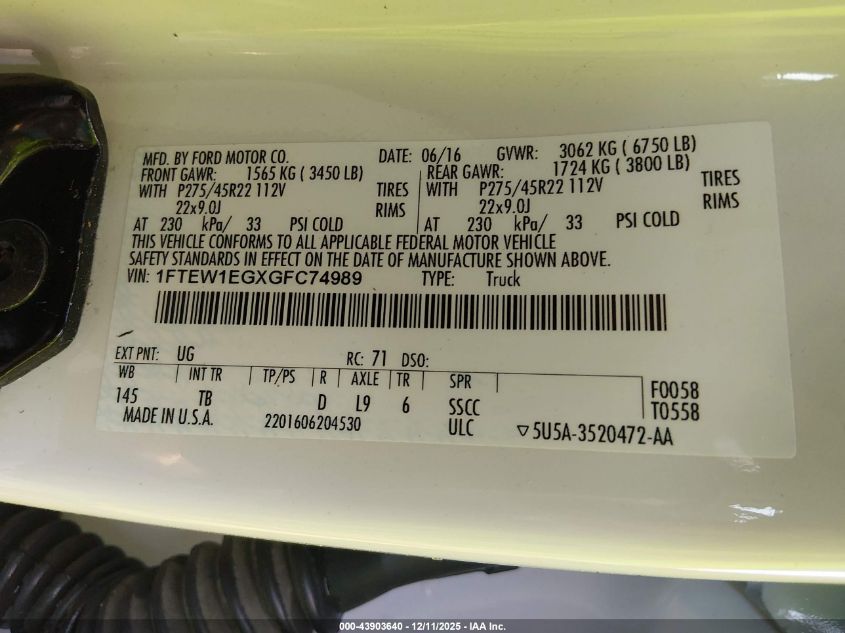 MFD. BY FORD MOTOR CO. DATE: 06/16 GVWR: 3062 KG ( 6750 LB)
FRONT GAWR: 1565 KG ( 3450 LB) REAR GAWR: 1724 KG ( 3800 LB)
WITH P275/45R22 112V TIRES WITH P275/45R22 112V TIRES
22x9.0J RIMS 22x9.0J RIMS
AT 230 kPa/ 33 PSI COLD AT 230 kPa/ 33 PSI COLD
THIS VEHICLE CONFORMS TO ALL APPLICABLE FEDERAL MOTOR VEHICLE
SAFETY STANDARDS IN EFFECT ON THE DATE OF MANUFACTURE SHOWN ABOVE.
VIN: 1FTEW1EGXGFC74989 TYPE: Truck
EXT PNT: UG RC: 71 DSO:
WB INT TR TP/PS R AXLE TR SPR F0058
145 TB D L9 6 SSCC T0558
MADE IN U.S.A. 2201606204530 ULC ▽5U5A-3520472-AA
000-43903640 - 12/11/2025 - IAA Inc.